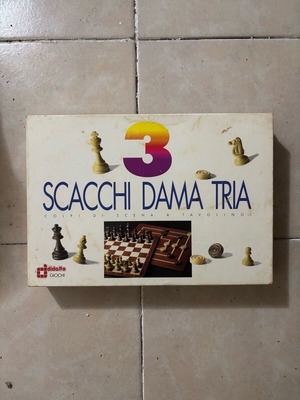 3
SCACCHI DAMA TRIA
COLPI DI SCENA A TAVOLINO!
didatto
GIOCHI